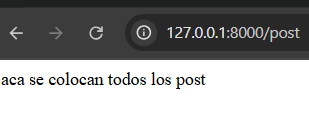 127.0.0.1:8000/post
aca se colocan todos los post